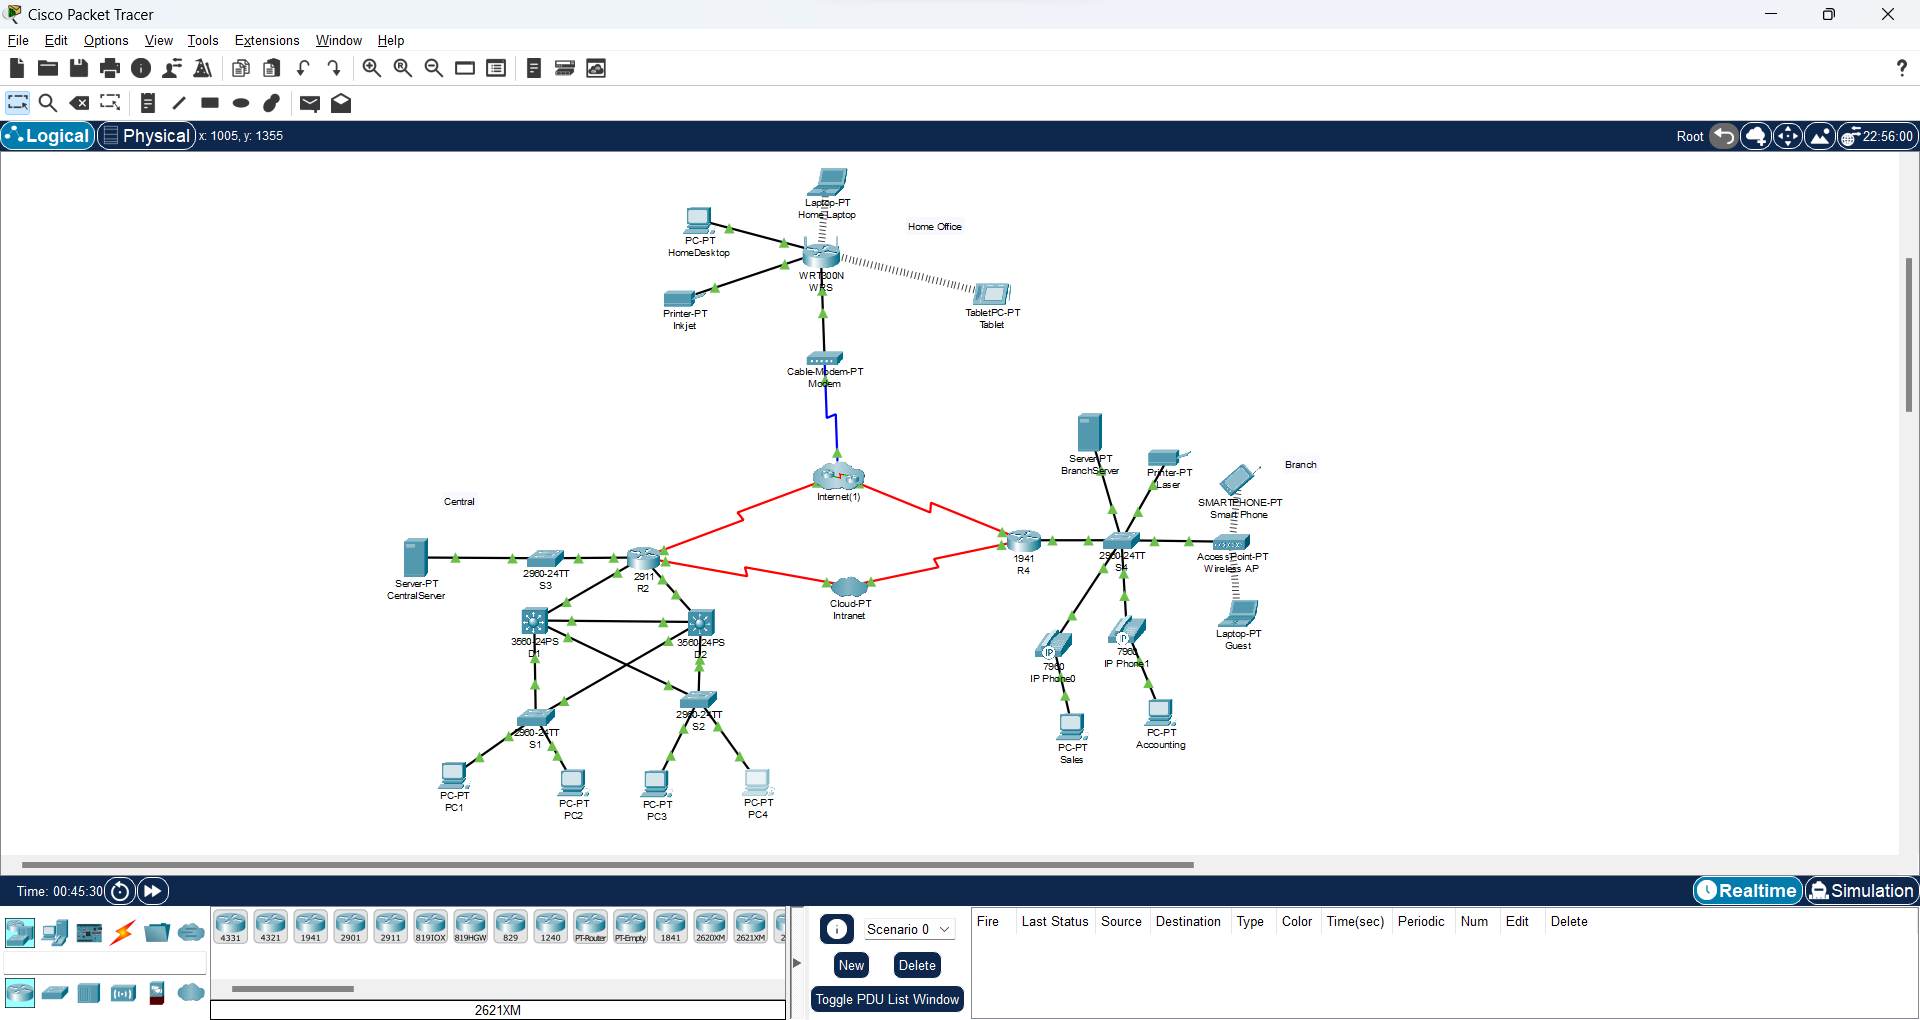 Cisco Packet Tracer
File Edit Options View Tools Extensions Window Help
?
Logical Physical x: 1005, y: 1355 Root 22:56:00
Laptop-PT
Home Laptop
PC-PT
HomeDesktop
Home Office
WRT300N
WRS
Printer-PT
Inkjet
TabletPC-PT
Tablet
Cable-Modem-PT
Modem
Internet(1)
Central
Server-PT
CentralServer
2960-24TT
S3
2911
R2
Cloud-PT
Intranet
3560-24PS
D1
3560-24PS
D2
2960-24TT
S1
2960-24TT
S2
PC-PT
PC1
PC-PT
PC2
PC-PT
PC3
PC-PT
PC4
Server-PT
BranchServer
Printer-PT
Laser
Branch
SMARTPHONE-PT
Smart Phone
1941
R4
2960-24TT
S4
AccessPoint-PT
Wireless AP
Laptop-PT
Guest
IP
7960
IP Phone0
IP
7960
IP Phone1
PC-PT
Sales
PC-PT
Accounting
Time: 00:45:30 Realtime Simulation
4331 4321 1941 2901 2911 819IOX 819HGW 829 1240 PT-Router PT-Empty 1841 2620XM 2621XM 2
2621XM
Scenario 0
New Delete
Toggle PDU List Window
Fire Last Status Source Destination Type Color Time(sec) Periodic Num Edit Delete